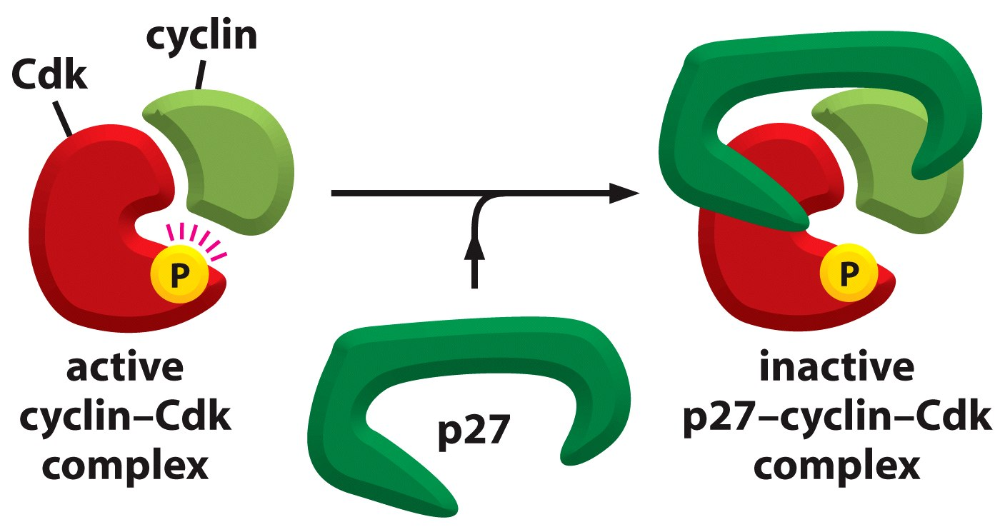 cyclin
Cdk
P
active
cyclin–Cdk
complex
p27
P
inactive
p27–cyclin–Cdk
complex